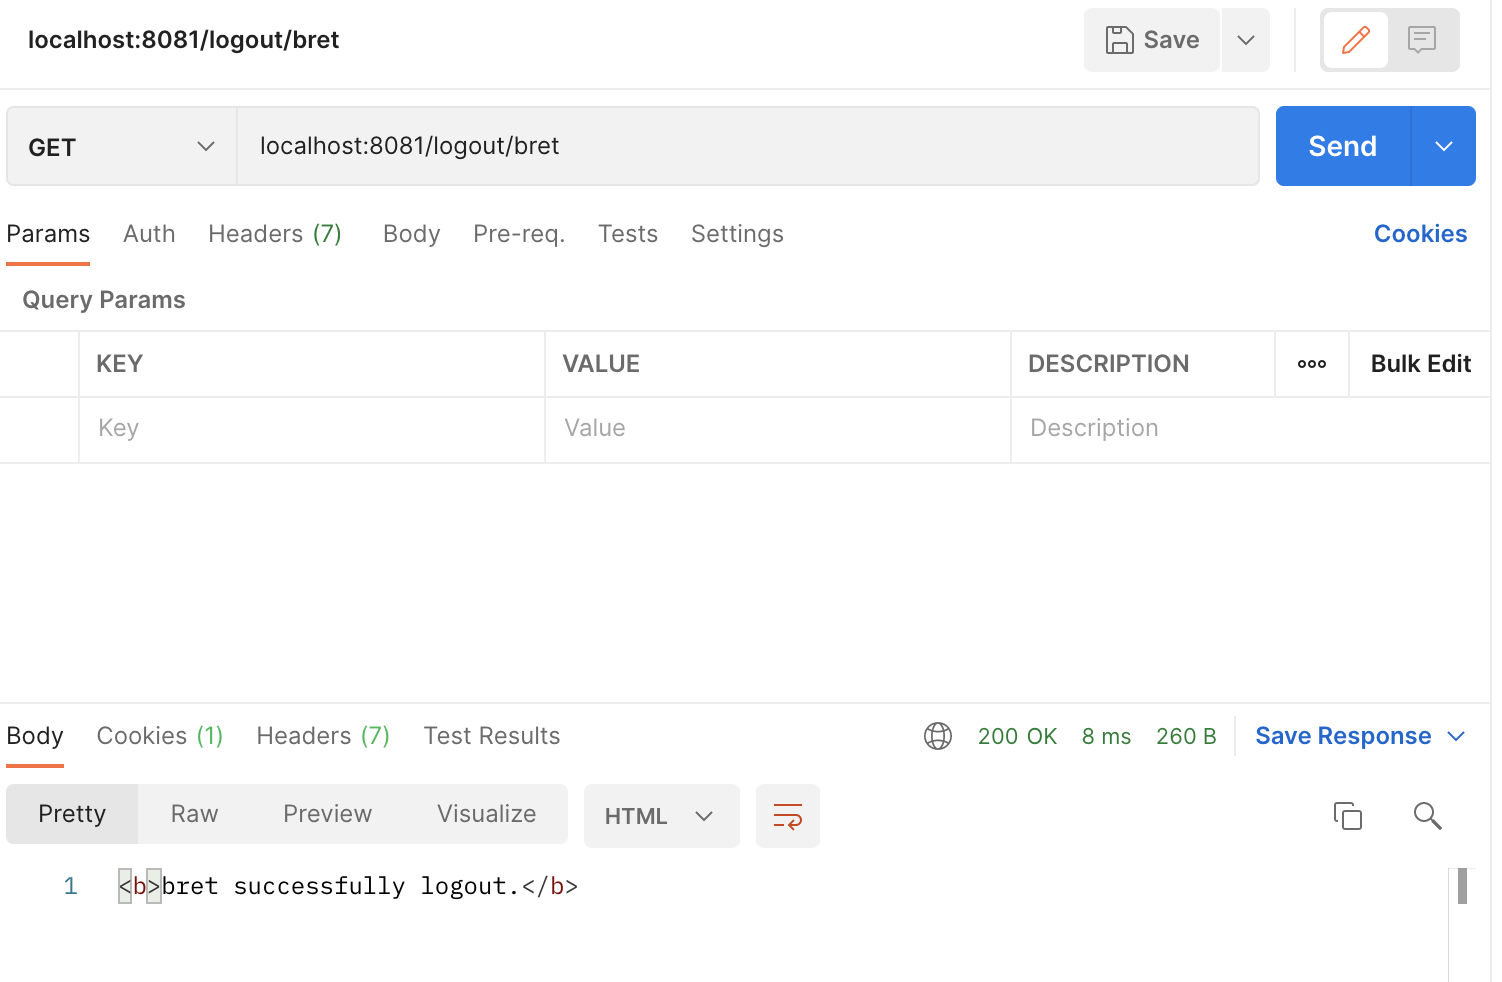 localhost:8081/logout/bret
Save
GET
localhost:8081/logout/bret
Send
Params Auth Headers (7) Body Pre-req. Tests Settings Cookies
Query Params
KEY VALUE DESCRIPTION ooo Bulk Edit
Key Value Description
Body Cookies (1) Headers (7) Test Results 200 OK 8 ms 260 B Save Response
Pretty Raw Preview Visualize HTML
1 <b>bret successfully logout.</b>